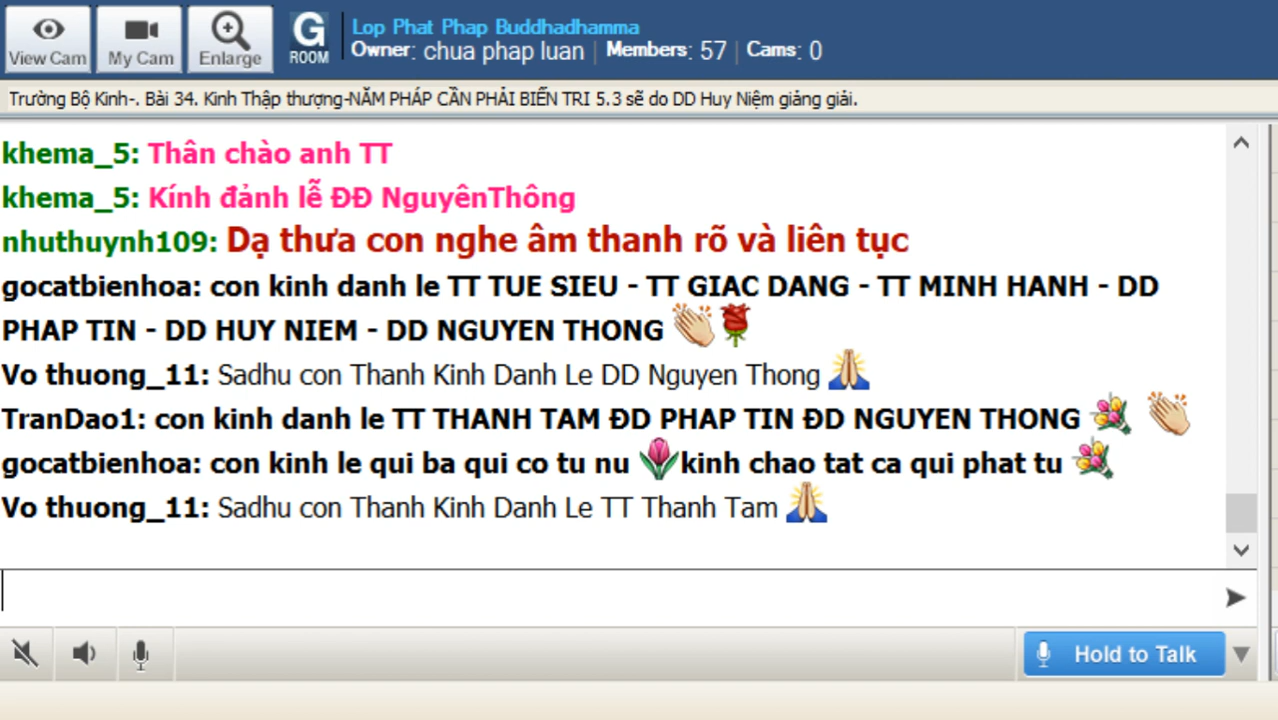 View Cam
My Cam
Enlarge
G
ROOM
Lop Phat Phap Buddhadhamma
Owner: chua phap luan | Members: 57 | Cams: 0
Trường Bộ Kinh-. Bài 34. Kinh Thập thượng-NĂM PHÁP CẦN PHẢI BIẾN TRI 5.3 sẽ do DD Huy Niệm giảng giải.
khema_5: Thân chào anh TT
khema_5: Kính đảnh lễ ĐĐ NguyênThông
nhuthuynh109: Dạ thưa con nghe âm thanh rõ và liên tục
gocatbienhoa: con kinh danh le TT TUE SIEU - TT GIAC DANG - TT MINH HANH - DD
PHAP TIN - DD HUY NIEM - DD NGUYEN THONG
Vo thuong_11: Sadhu con Thanh Kinh Danh Le DD Nguyen Thong
TranDao1: con kinh danh le TT THANH TAM ĐD PHAP TIN ĐD NGUYEN THONG
gocatbienhoa: con kinh le qui ba qui co tu nu kinh chao tat ca qui phat tu
Vo thuong_11: Sadhu con Thanh Kinh Danh Le TT Thanh Tam
Hold to Talk